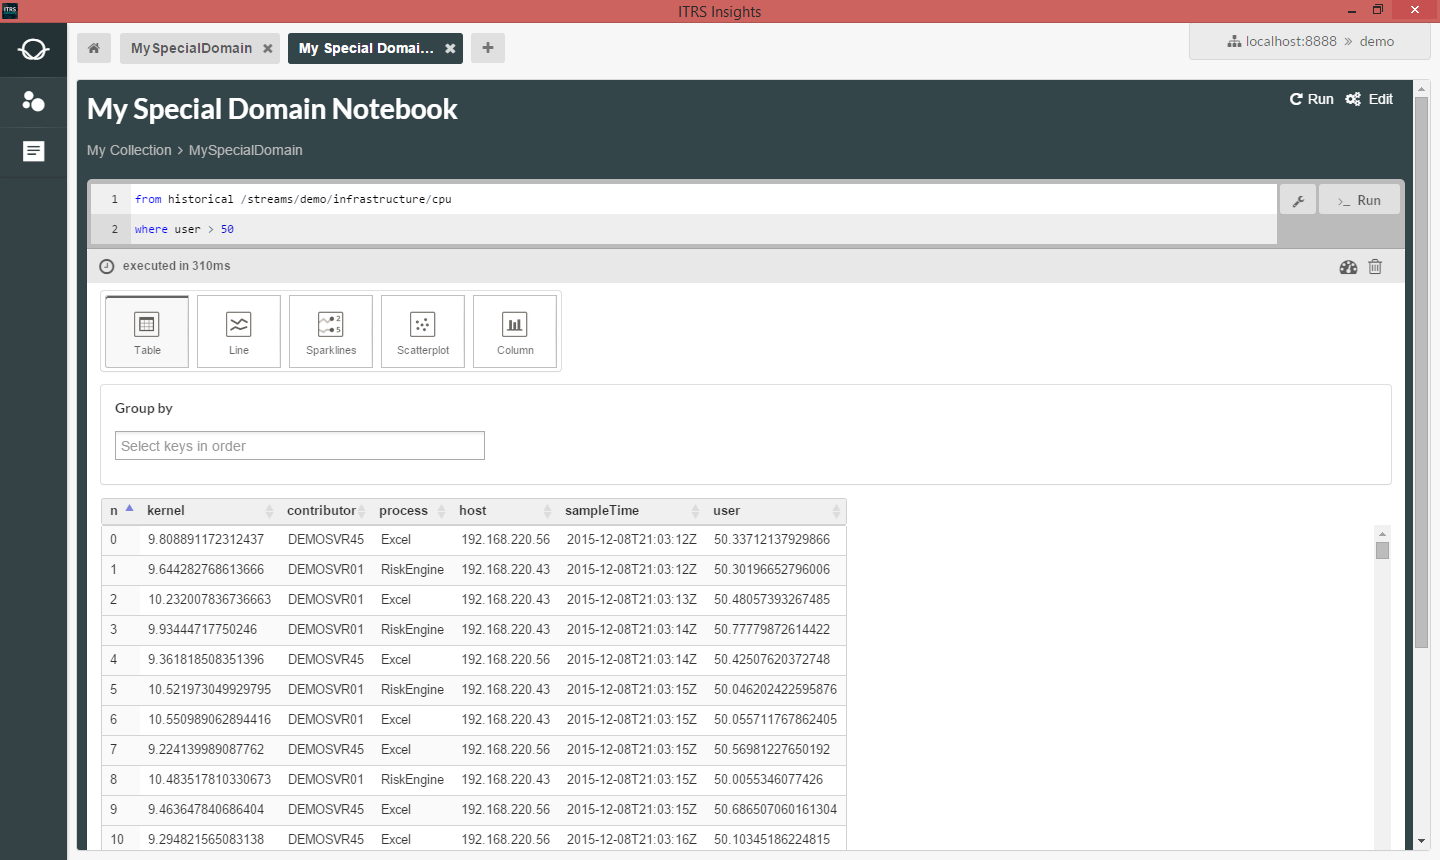 ITRS Insights
MySpecialDomain
My Special Domai...
localhost:8888 » demo
My Special Domain Notebook
Run Edit
My Collection > MySpecialDomain
1 from historical /streams/demo/infrastructure/cpu
2 where user > 50
>_ Run
executed in 310ms
Table Line Sparklines Scatterplot Column
Group by
Select keys in order
n kernel contributor process host sampleTime user
0 9.808891172312437 DEMOSVR45 Excel 192.168.220.56 2015-12-08T21:03:12Z 50.33712137929866
1 9.644282768613666 DEMOSVR01 RiskEngine 192.168.220.43 2015-12-08T21:03:12Z 50.30196652796006
2 10.232007836736663 DEMOSVR01 Excel 192.168.220.43 2015-12-08T21:03:13Z 50.48057393267485
3 9.93444717750246 DEMOSVR01 RiskEngine 192.168.220.43 2015-12-08T21:03:14Z 50.77779872614422
4 9.361818508351396 DEMOSVR45 Excel 192.168.220.56 2015-12-08T21:03:14Z 50.42507620372748
5 10.521973049929795 DEMOSVR01 RiskEngine 192.168.220.43 2015-12-08T21:03:15Z 50.046202422595876
6 10.550989062894416 DEMOSVR01 Excel 192.168.220.43 2015-12-08T21:03:15Z 50.055711767862405
7 9.224139989087762 DEMOSVR45 Excel 192.168.220.56 2015-12-08T21:03:15Z 50.56981227650192
8 10.483517810330673 DEMOSVR01 RiskEngine 192.168.220.43 2015-12-08T21:03:15Z 50.0055346077426
9 9.463647840686404 DEMOSVR45 Excel 192.168.220.56 2015-12-08T21:03:15Z 50.686507060161304
10 9.294821565083138 DEMOSVR45 Excel 192.168.220.56 2015-12-08T21:03:16Z 50.10345186224815